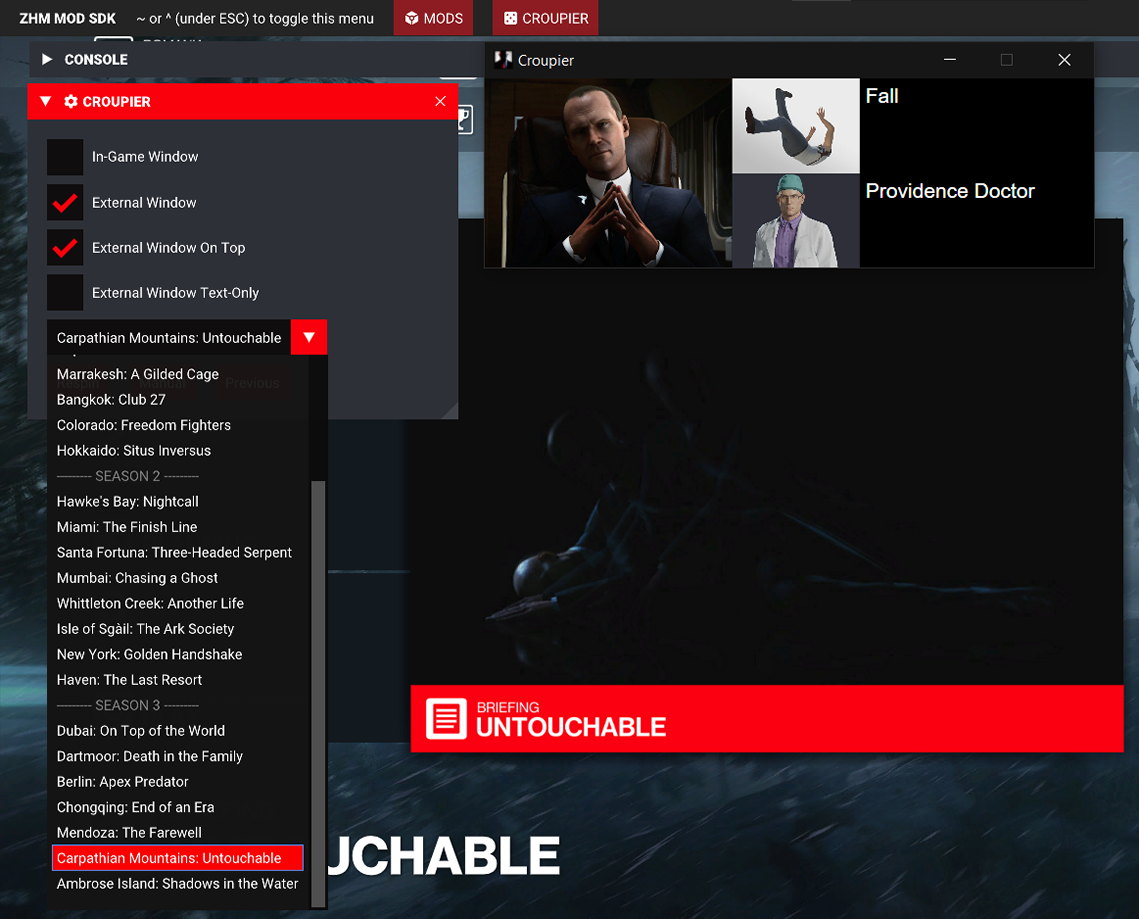 ZHM MOD SDK ~ or ^ (under ESC) to toggle this menu MODS CROUPIER
CONSOLE
CROUPIER
In-Game Window
External Window
External Window On Top
External Window Text-Only
Carpathian Mountains: Untouchable
Marrakesh: A Gilded Cage
Previous
Bangkok: Club 27
Colorado: Freedom Fighters
Hokkaido: Situs Inversus
--------- SEASON 2 ---------
Hawke's Bay: Nightcall
Miami: The Finish Line
Santa Fortuna: Three-Headed Serpent
Mumbai: Chasing a Ghost
Whittleton Creek: Another Life
Isle of Sgàil: The Ark Society
New York: Golden Handshake
Haven: The Last Resort
--------- SEASON 3 ---------
Dubai: On Top of the World
Dartmoor: Death in the Family
Berlin: Apex Predator
Chongqing: End of an Era
Mendoza: The Farewell
Carpathian Mountains: Untouchable
Ambrose Island: Shadows in the Water
Croupier
Fall
Providence Doctor
BRIEFING
UNTOUCHABLE
UCHABLE